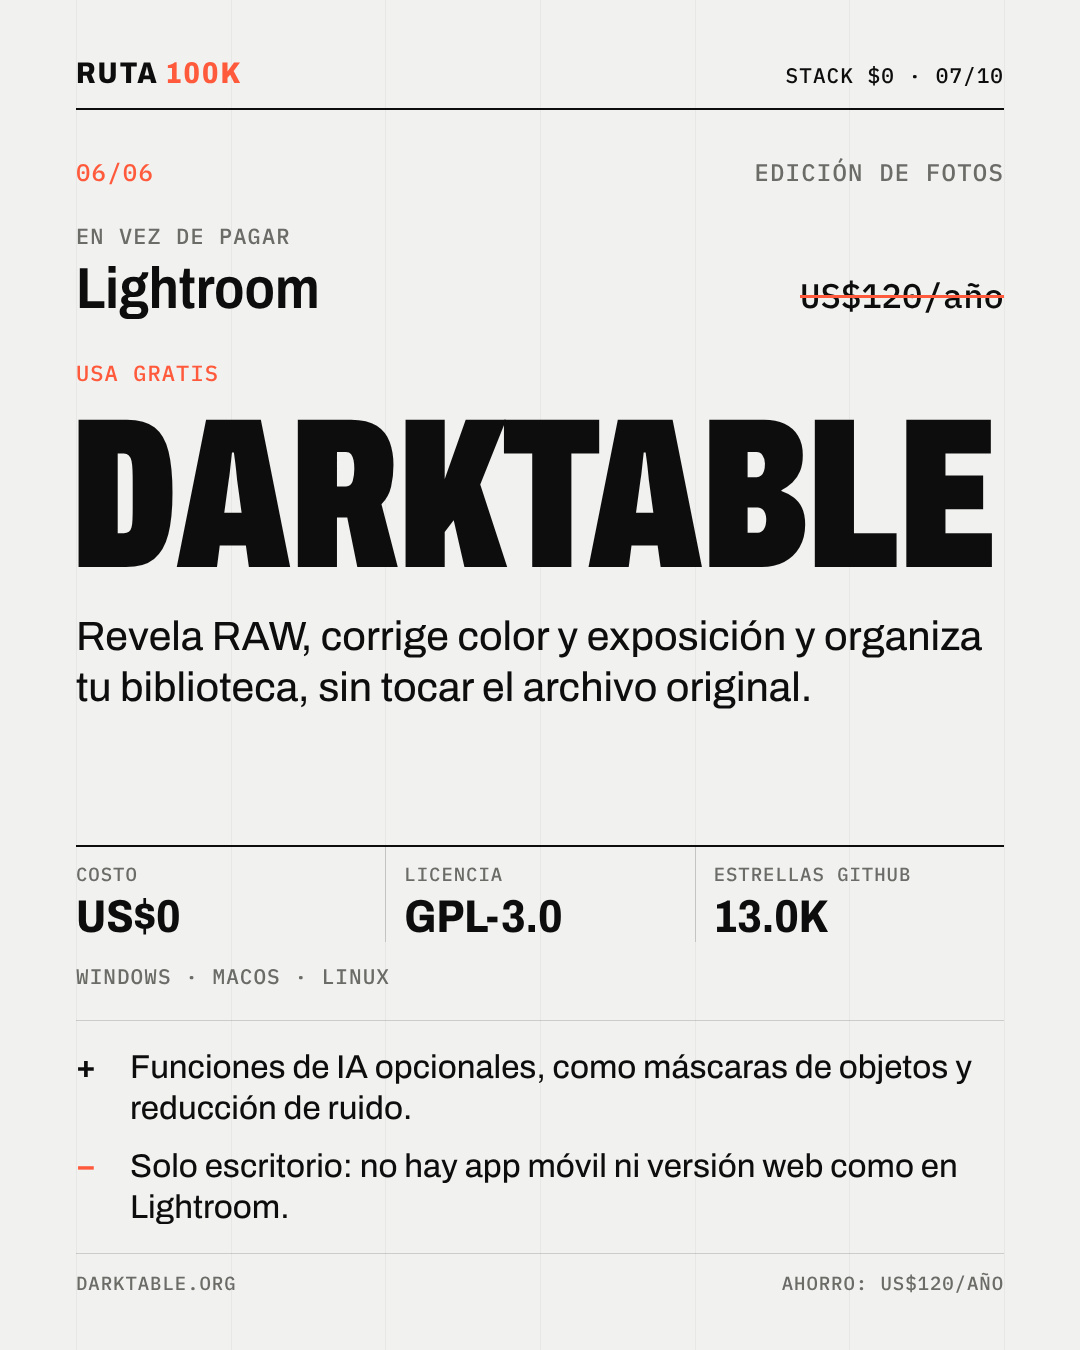 RUTA 100K
STACK $0 · 07/10
06/06
EDICIÓN DE FOTOS
EN VEZ DE PAGAR
Lightroom
US$120/año
USA GRATIS
DARKTABLE
Revela RAW, corrige color y exposición y organiza
tu biblioteca, sin tocar el archivo original.
COSTO
US$0
LICENCIA
GPL-3.0
ESTRELLAS GITHUB
13.0K
WINDOWS · MACOS · LINUX
+ Funciones de IA opcionales, como máscaras de objetos y
reducción de ruido.
– Solo escritorio: no hay app móvil ni versión web como en
Lightroom.
DARKTABLE.ORG
AHORRO: US$120/AÑO